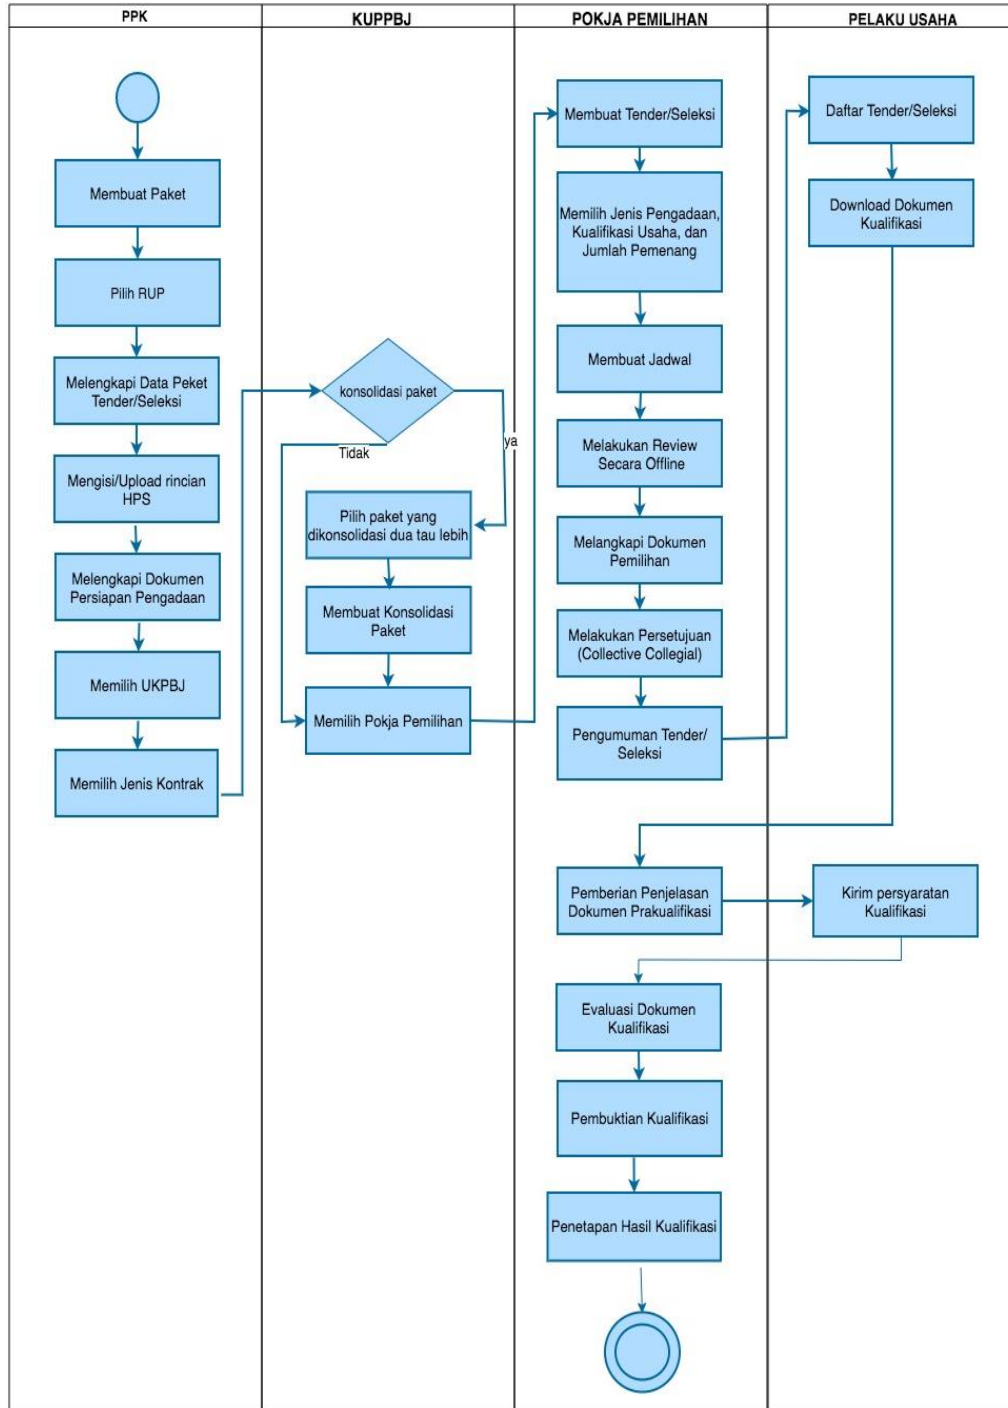 PPK
KUPPBJ
POKJA PEMILIHAN
PELAKU USAHA
Membuat Paket
Pilih RUP
Melengkapi Data Peket
Tender/Seleksi
Mengisi/Upload rincian
HPS
Melengkapi Dokumen
Persiapan Pengadaan
Memilih UKPBJ
Memilih Jenis Kontrak
konsolidasi paket
Tidak
ya
Pilih paket yang
dikonsolidasi dua tau lebih
Membuat Konsolidasi
Paket
Memilih Pokja Pemilihan
Membuat Tender/Seleksi
Memilih Jenis Pengadaan,
Kualifikasi Usaha, dan
Jumlah Pemenang
Membuat Jadwal
Melakukan Review
Secara Offline
Melangkapi Dokumen
Pemilihan
Melakukan Persetujuan
(Collective Collegial)
Pengumuman Tender/
Seleksi
Daftar Tender/Seleksi
Download Dokumen
Kualifikasi
Pemberian Penjelasan
Dokumen Prakualifikasi
Kirim persyaratan
Kualifikasi
Evaluasi Dokumen
Kualifikasi
Pembuktian Kualifikasi
Penetapan Hasil Kualifikasi